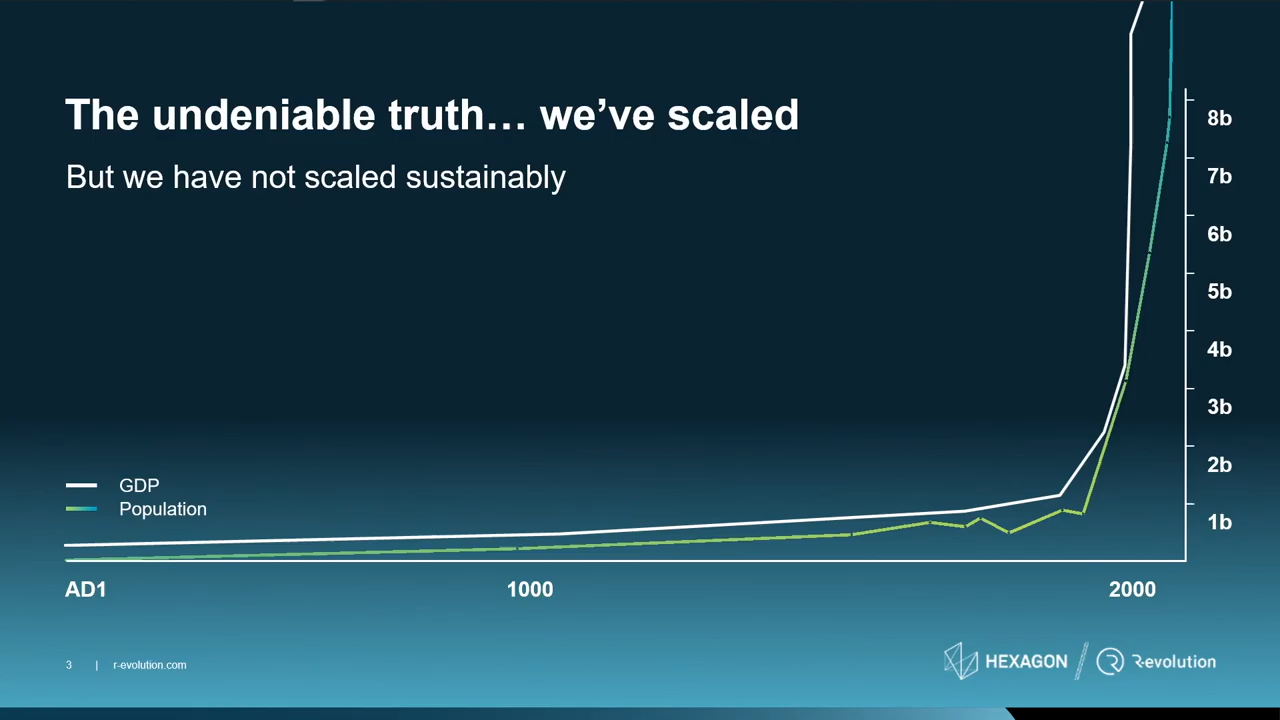 The undeniable truth… we’ve scaled
But we have not scaled sustainably
8b
7b
6b
5b
4b
3b
2b
1b
GDP
Population
AD1
1000
2000
3 | r-evolution.com
HEXAGON
R-evolution